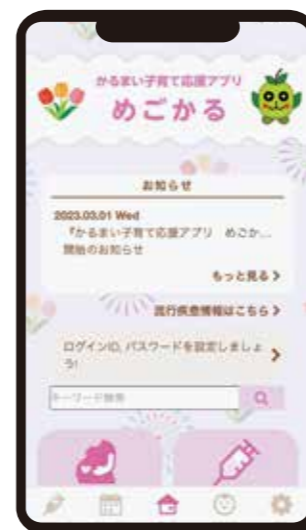 かるまい子育て応援アプリ
めごかる
お知らせ
2023.03.01 Wed
『かるまい子育て応援アプリ めごか...
開始のお知らせ
もっと見る
流行疾患情報はこちら
ログインID, パスワードを設定しましょ
う!
キーワード検索